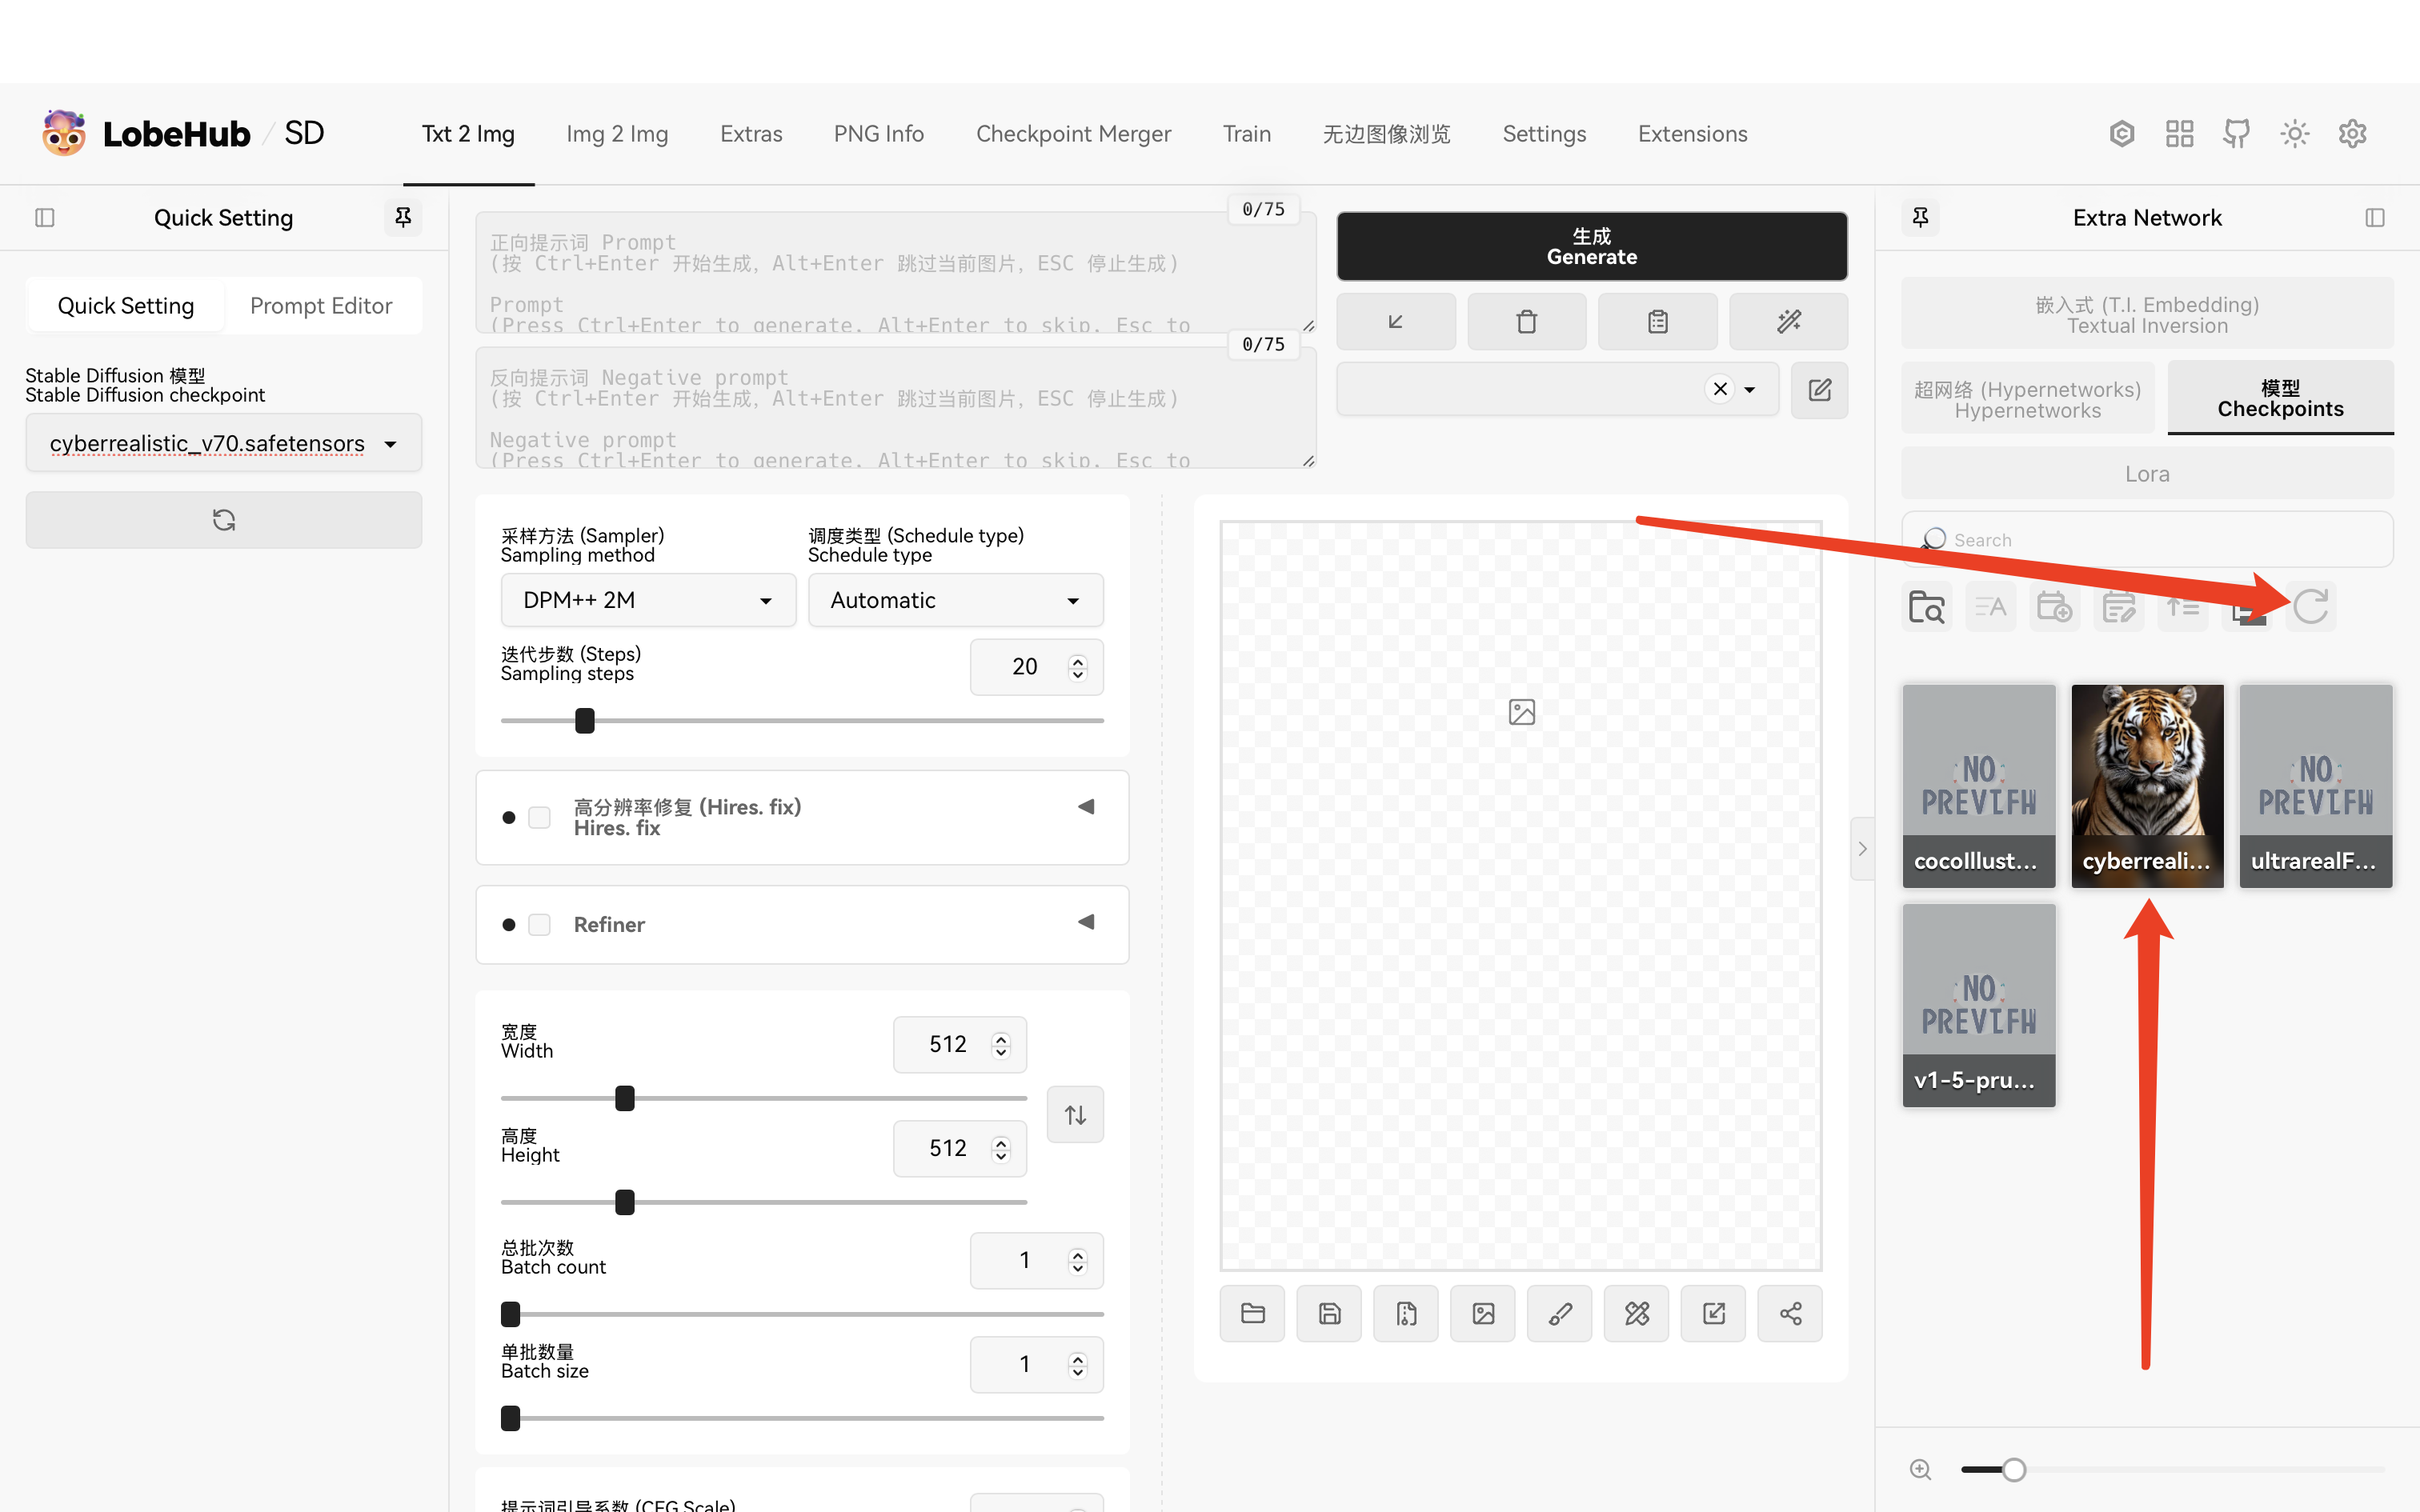 LobeHub / SD
Txt 2 Img
Img 2 Img
Extras
PNG Info
Checkpoint Merger
Train
无边图像浏览
Settings
Extensions
Quick Setting
Quick Setting
Prompt Editor
Stable Diffusion 模型
Stable Diffusion checkpoint
cyberrealistic_v70.safetensors
0/75
正向提示词 Prompt
(按 Ctrl+Enter 开始生成, Alt+Enter 跳过当前图片, ESC 停止生成)
Prompt
(Press Ctrl+Enter to generate, Alt+Enter to skip, Esc to
0/75
反向提示词 Negative prompt
(按 Ctrl+Enter 开始生成, Alt+Enter 跳过当前图片, ESC 停止生成)
Negative prompt
(Press Ctrl+Enter to generate, Alt+Enter to skip, Esc to
生成
Generate
采样方法 (Sampler)
Sampling method
DPM++ 2M
调度类型 (Schedule type)
Schedule type
Automatic
迭代步数 (Steps)
Sampling steps
20
高分辨率修复 (Hires. fix)
Hires. fix
Refiner
宽度
Width
512
高度
Height
512
总批次数
Batch count
1
单批数量
Batch size
1
提示词引导系数 (CFG Scale)
Extra Network
嵌入式 (T.I. Embedding)
Textual Inversion
超网络 (Hypernetworks)
Hypernetworks
模型
Checkpoints
Lora
Search
NO
cocoIllust...
cyberreali...
NO
ultrarealF...
NO
v1-5-pru...